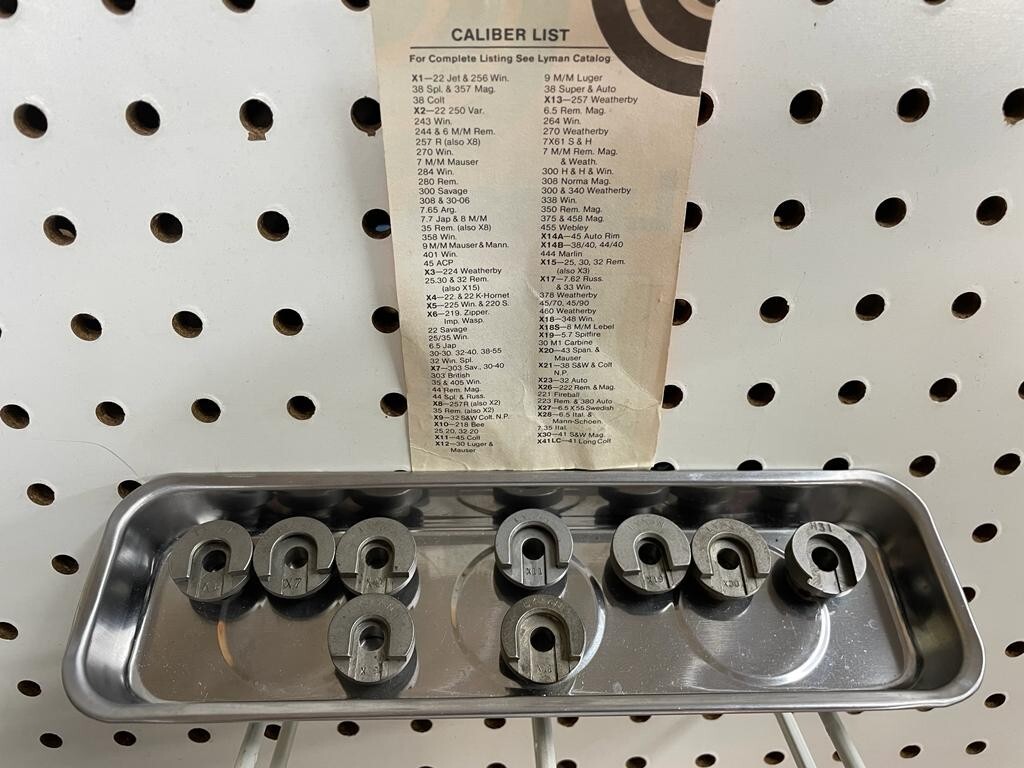 CALIBER LIST
For Complete Listing See Lyman Catalog
X1—22 Jet & 256 Win.
38 Spl. & 357 Mag.
38 Colt
X2—22 250 Var.
243 Win.
244 & 6 M/M Rem.
257 R (also X8)
270 Win.
7 M/M Mauser
284 Win.
280 Rem.
300 Savage
308 & 30-06
7.65 Arg.
7.7 Jap & 8 M/M
35 Rem. (also X8)
358 Win.
9 M/M Mauser & Mann.
401 Win.
45 ACP
X3—224 Weatherby
25.30 & 32 Rem.
(also X15)
X4—22. & 22 K-Hornet
X5—225 Win. & 220 S.
X6—219. Zipper.
Imp. Wasp.
22 Savage
25/35 Win.
6.5 Jap
30-30. 32-40. 38-55
32 Win. Spl.
X7—303 Sav., 30-40
303 British
35 & 405 Win.
44 Rem. Mag.
44 Spl. & Russ.
X8—257R (also X2)
35 Rem. (also X2)
X9—32 S&W Colt. N.P.
X10—218 Bee
25 20, 32-20
X11—45 Colt
X12—30 Luger &
Mauser
9 M/M Luger
38 Super & Auto
X13—257 Weatherby
6.5 Rem. Mag.
264 Win.
270 Weatherby
7X61 S & H
7 M/M Rem. Mag.
& Weath.
300 H & H & Win.
308 Norma Mag.
300 & 340 Weatherby
338 Win.
350 Rem. Mag.
375 & 458 Mag.
455 Webley
X14A—45 Auto Rim
X14B—38/40, 44/40
444 Marlin
X15—25, 30, 32 Rem.
(also X3)
X17—7.62 Russ.
& 33 Win.
378 Weatherby
45/70, 45/90
460 Weatherby
X18—348 Win.
X18S—8 M/M Lebel
X19—5.7 Spitfire
30 M1 Carbine
X20—43 Span. &
Mauser
X21—38 S&W & Colt
N.P.
X23—32 Auto
X26—222 Rem. & Mag.
221 Fireball
223 Rem. & 380 Auto
X27—6.5 X 55 Swedish
X28—6.5 Ital. &
Mann-Schoen.
7.35 Ital.
X30—41 S&W Mag.
X41LC—41 Long Colt
X7
X11
X19
X30